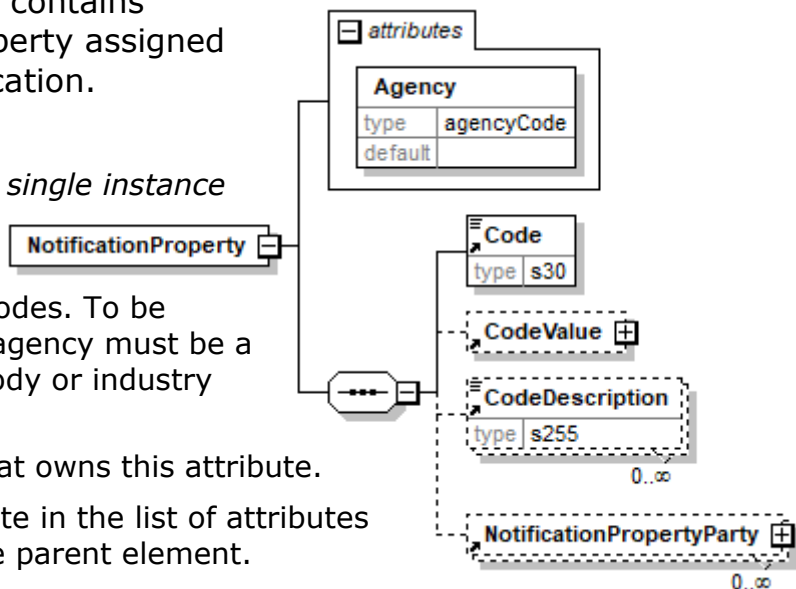 contains
perty assigned
cation.
single instance
odes. To be
agency must be a
ody or industry
at owns this attribute.
te in the list of attributes
e parent element.
attributes
Agency
type agencyCode
default
NotificationProperty
Code
type s30
CodeValue
CodeDescription
type s255
0..∞
NotificationPropertyParty
0..∞